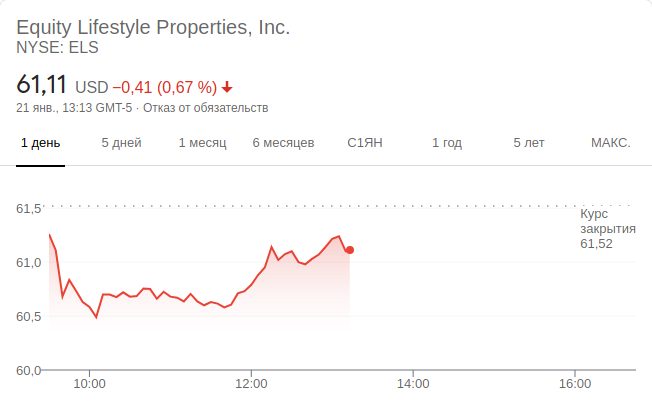 Equity Lifestyle Properties, Inc.
NYSE: ELS
61,11 USD −0,41 (0,67 %)
21 янв., 13:13 GMT-5 · Отказ от обязательств
1 день 5 дней 1 месяц 6 месяцев С1ЯН 1 год 5 лет МАКС.
61,5
Курс
закрытия
61,52
61,0
60,5
60,0
10:00 12:00 14:00 16:00